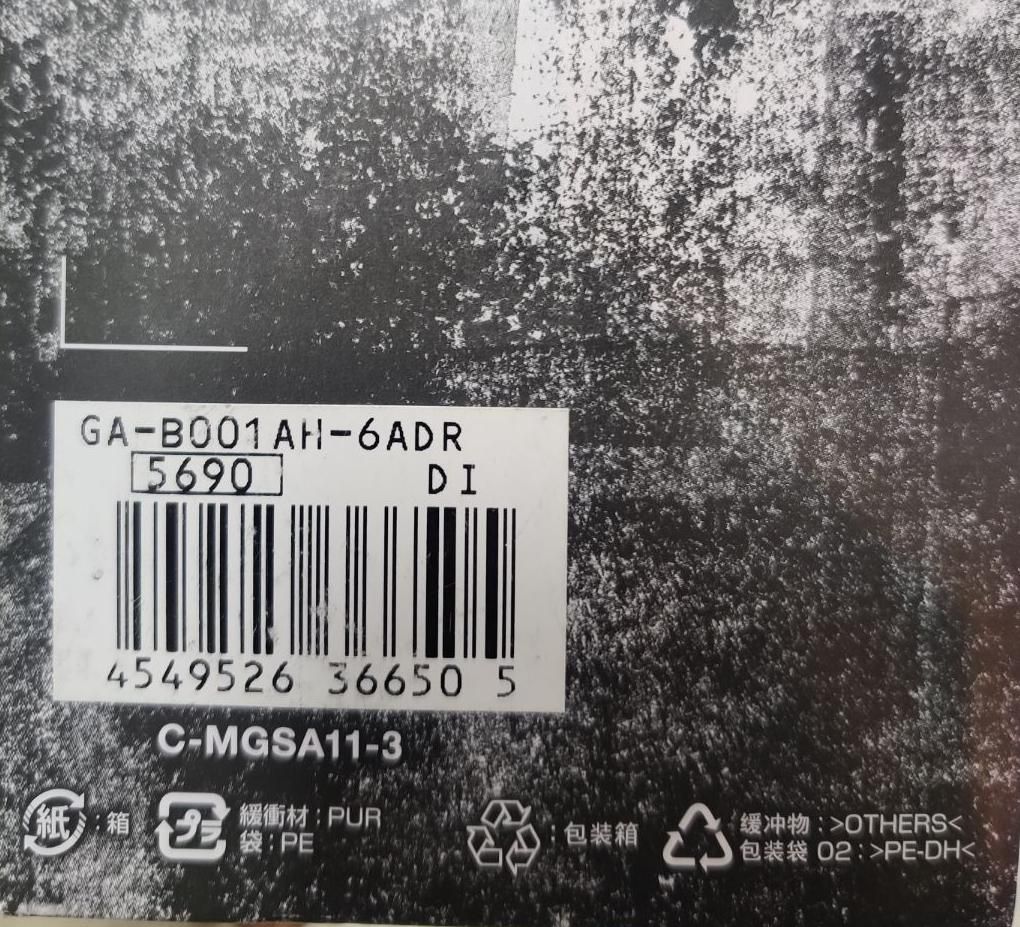 GA-B001AH-6ADR
5690 DI
4549526 36650 5
C-MGSA11-3
紙 : 箱
プラ 緩衝材 : PUR
袋 : PE
: 包装箱
缓冲物 : >OTHERS<
包装袋 02 : >PE-DH<